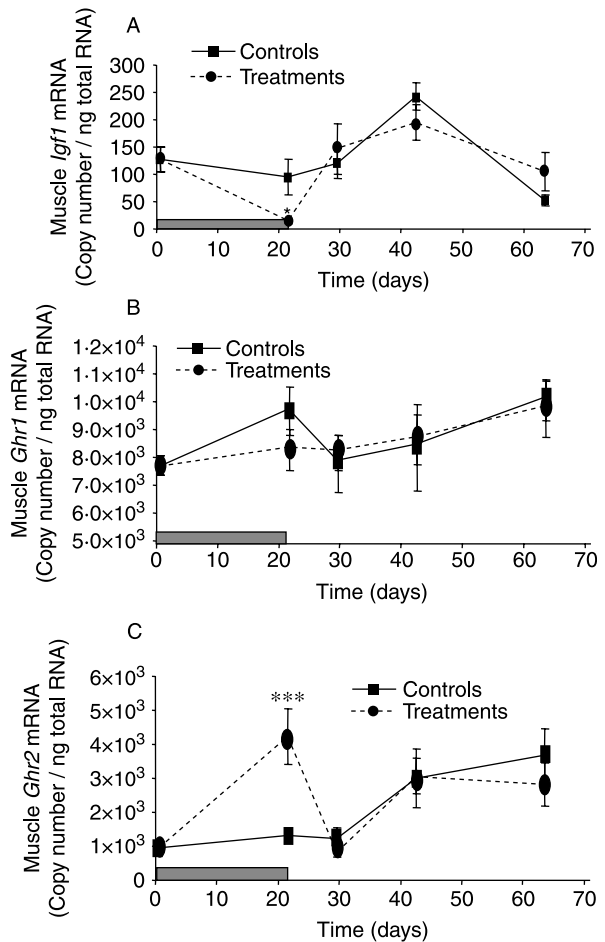 A
Controls
Treatments
Muscle Igf1 mRNA
(Copy number / ng total RNA)
300
250
200
150
100
50
0
*
0 10 20 30 40 50 60 70
Time (days)
B
Controls
Treatments
Muscle Ghr1 mRNA
(Copy number / ng total RNA)
1·2×10⁴
1·1×10⁴
1·0×10⁴
9·0×10³
8·0×10³
7·0×10³
6·0×10³
5·0×10³
0 10 20 30 40 50 60 70
Time (days)
C
Controls
Treatments
Muscle Ghr2 mRNA
(Copy number / ng total RNA)
6×10³
5×10³
4×10³
3×10³
2×10³
1×10³
0
***
0 10 20 30 40 50 60 70
Time (days)